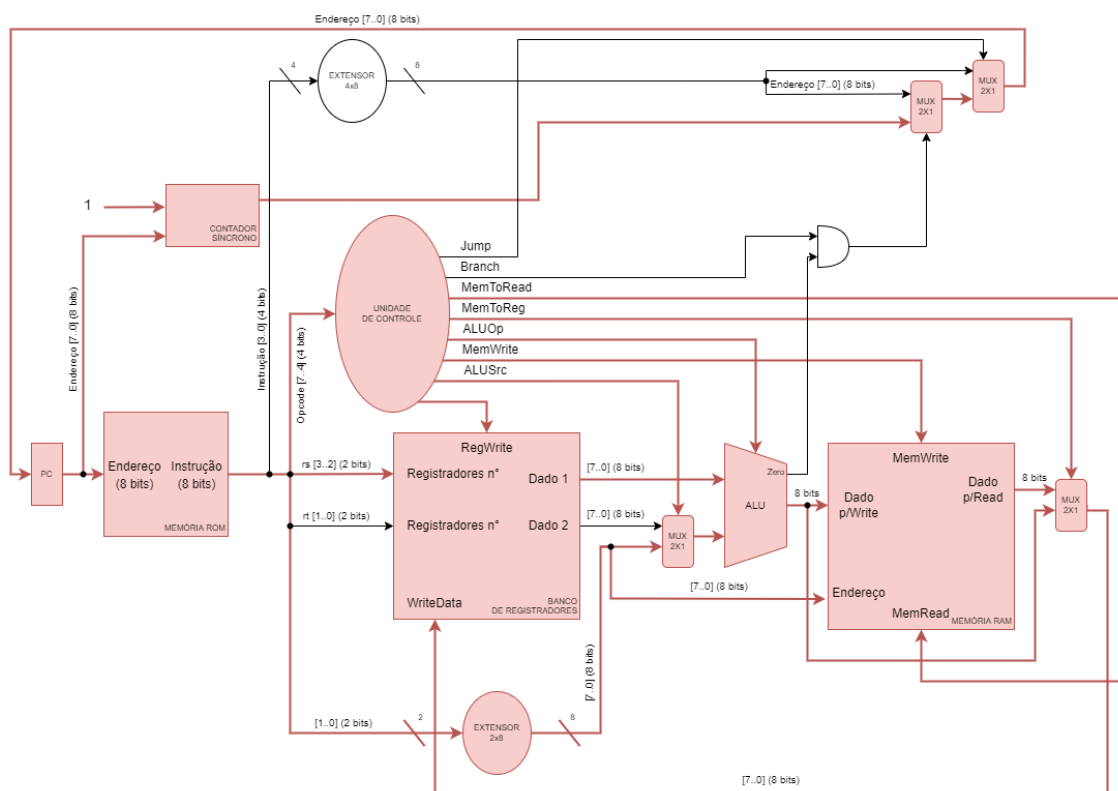 Endereço [7..0] (8 bits)
4
EXTENSOR
4x8
8
Endereço [7..0] (8 bits)
MUX
2X1
MUX
2X1
1
CONTADOR
SÍNCRONO
Endereço [7..0] (8 bits)
Instrução [3..0] (4 bits)
Opcode [7..4] (4 bits)
UNIDADE
DE CONTROLE
Jump
Branch
MemToRead
MemToReg
ALUOp
MemWrite
ALUSrc
PC
Endereço
(8 bits)
Instrução
(8 bits)
MEMÓRIA ROM
rs [3..2] (2 bits)
rt [1..0] (2 bits)
RegWrite
Registradores n°
Dado 1
Registradores n°
Dado 2
WriteData
BANCO
DE REGISTRADORES
[7..0] (8 bits)
[7..0] (8 bits)
MUX
2X1
Zero
ALU
8 bits
[7..0] (8 bits)
MemWrite
Dado
p/Write
Dado
p/Read
Endereço
MemRead
MEMÓRIA RAM
8 bits
MUX
2X1
[7..0] (8 bits)
[1..0] (2 bits)
2
EXTENSOR
2x8
8
[7..0] (8 bits)